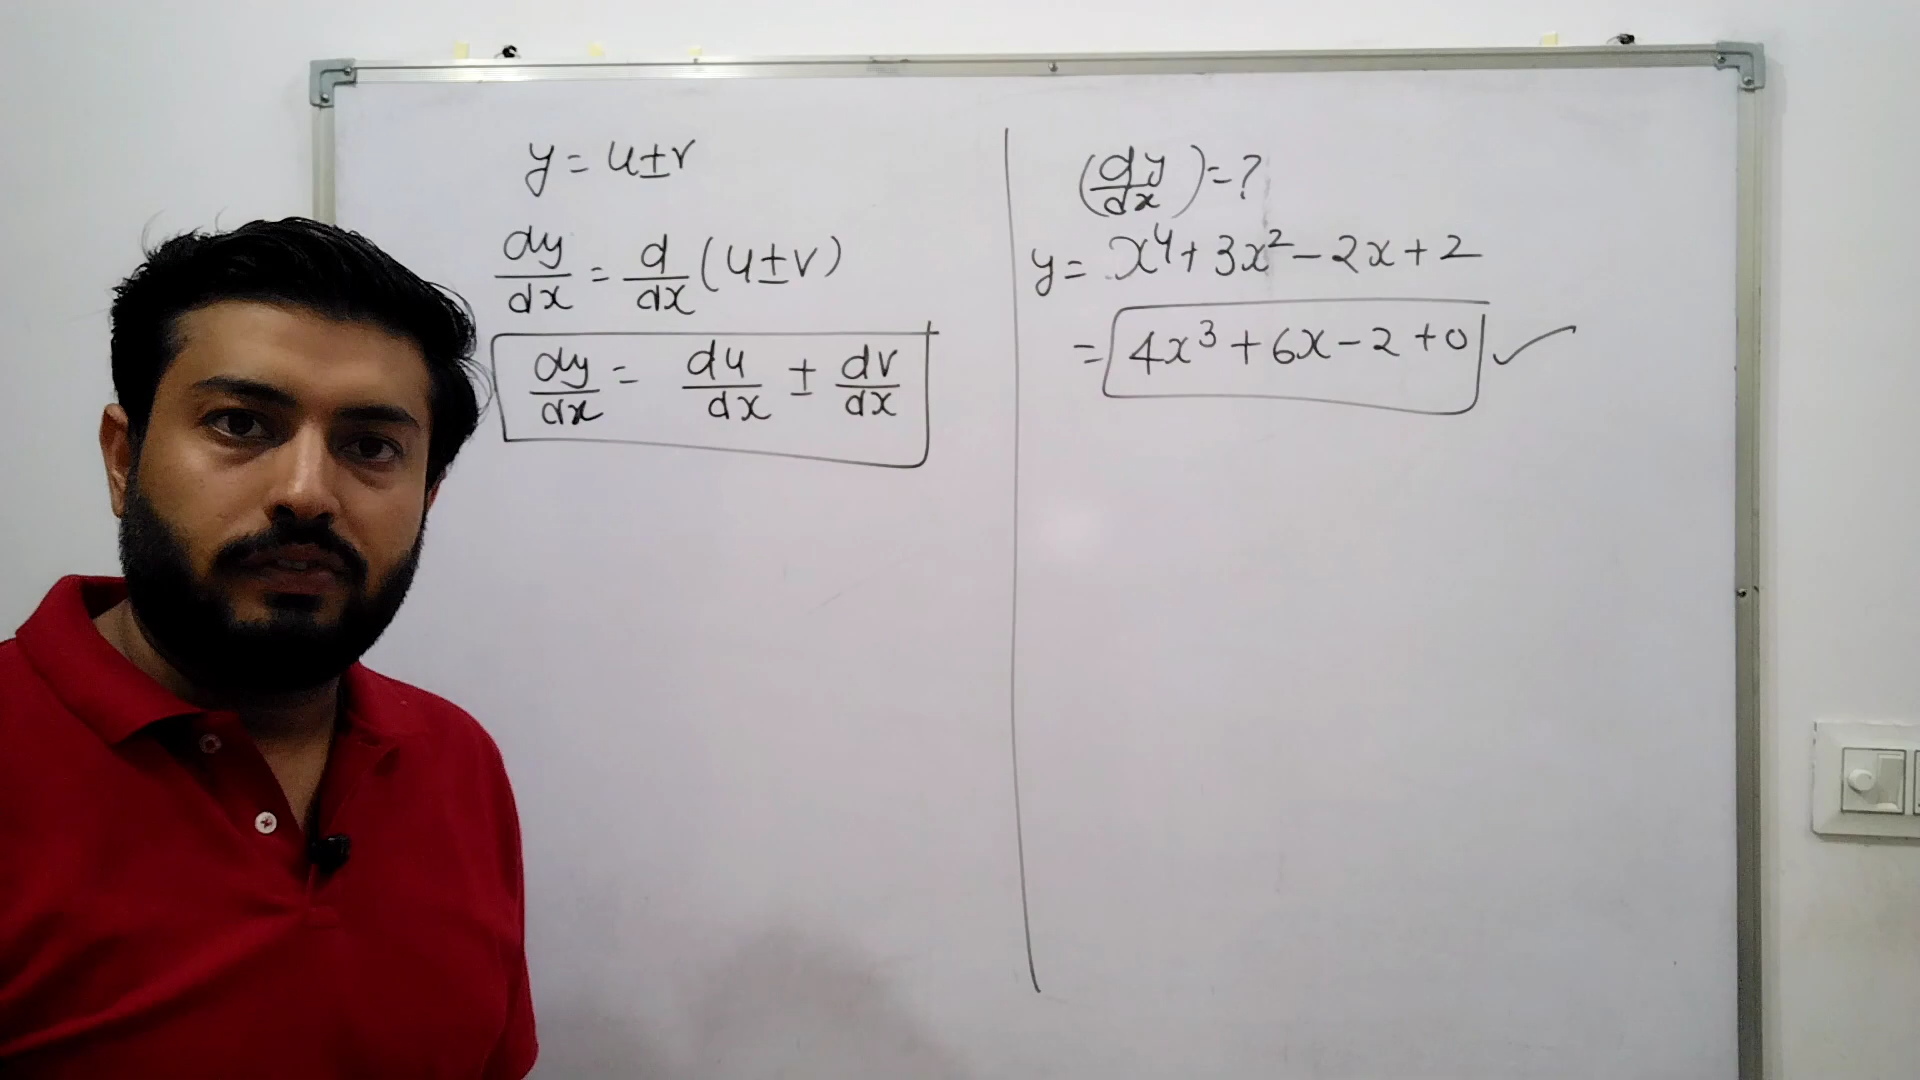 y = u±v
dy/dx = d/dx (u±v)
dy/dx = du/dx ± dv/dx
(dy/dx) = ?
y = x⁴ + 3x² − 2x + 2
= 4x³ + 6x − 2 + 0 ✓